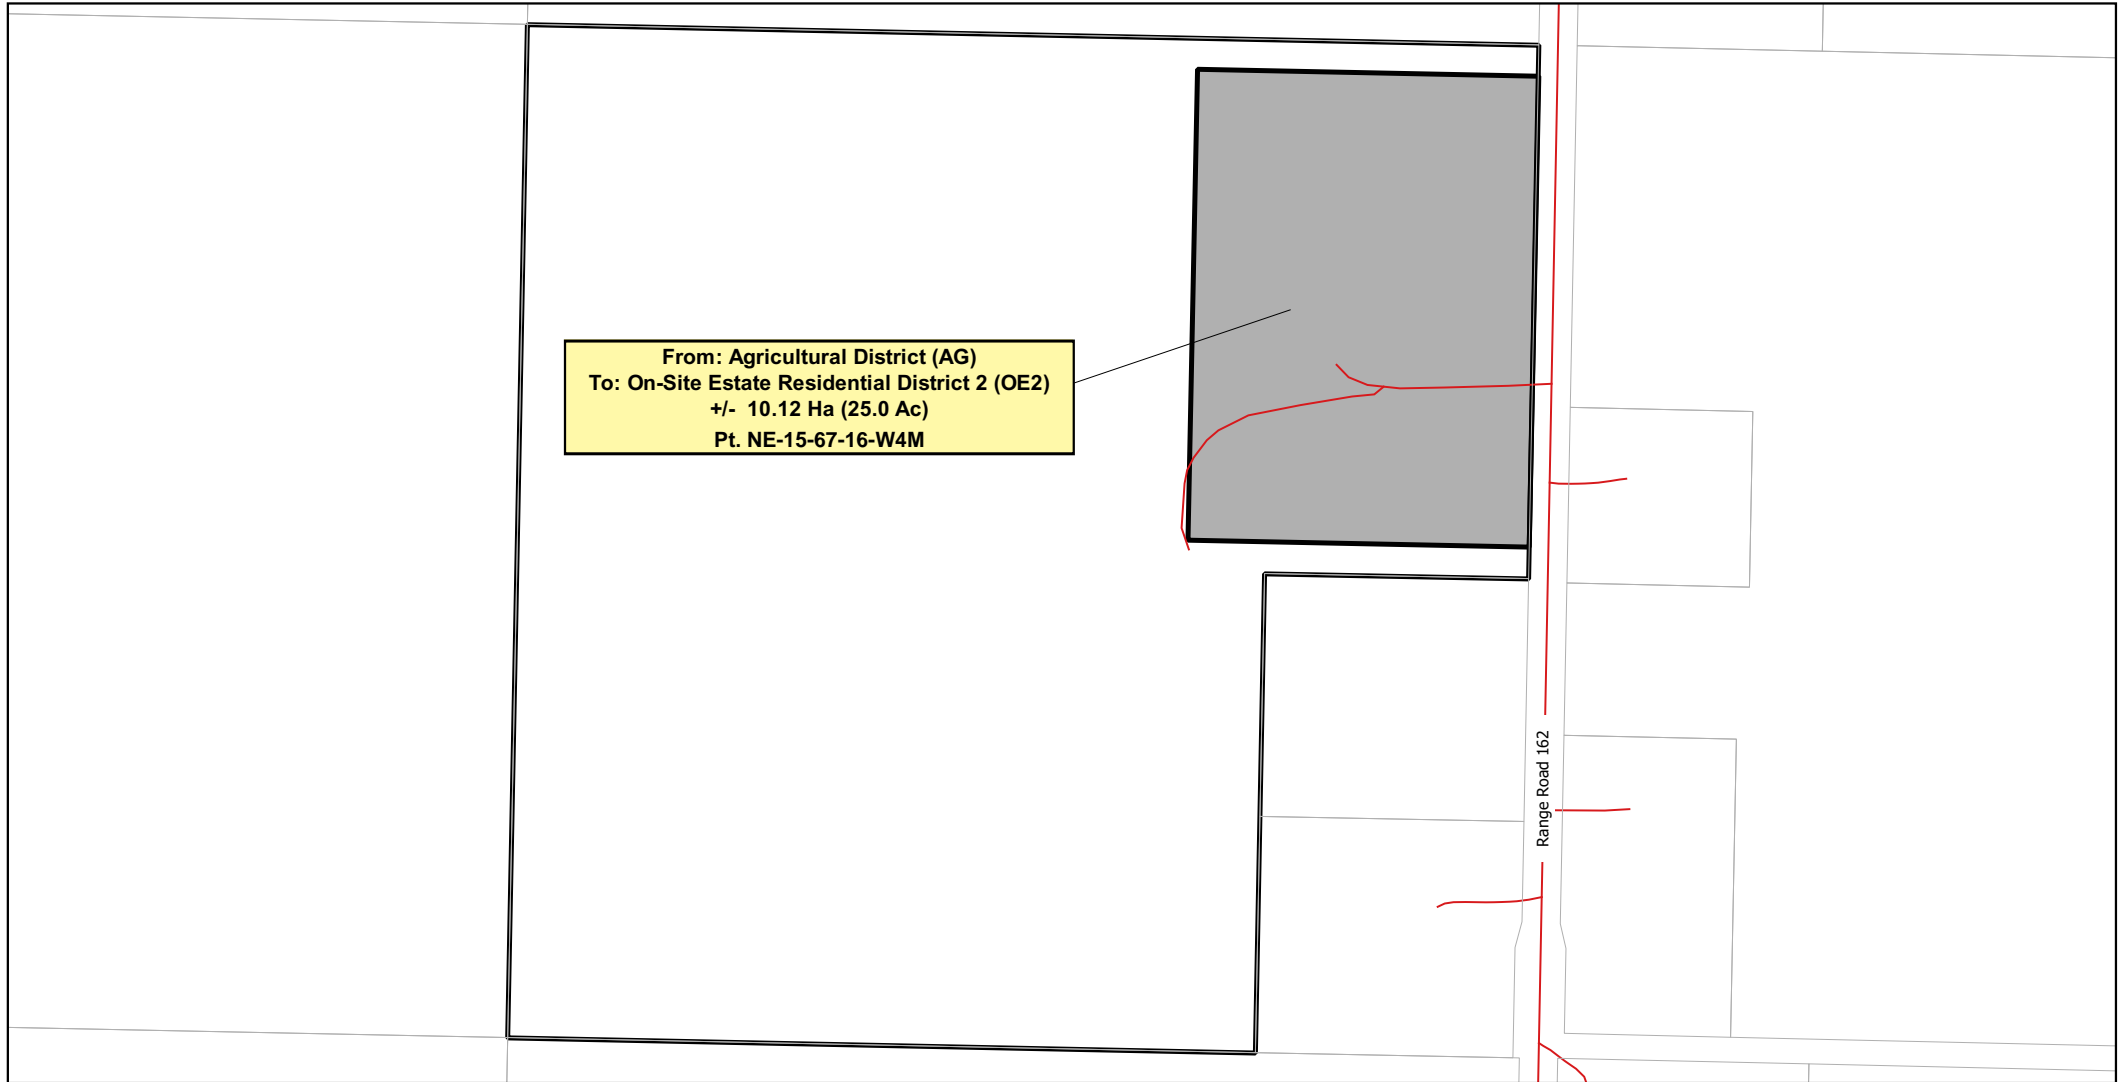 From: Agricultural District (AG)
To: On-Site Estate Residential District 2 (OE2)
+/- 10.12 Ha (25.0 Ac)
Pt. NE-15-67-16-W4M
Range Road 162